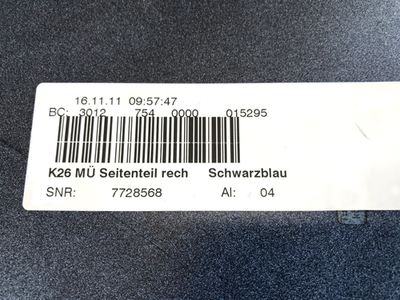 16.11.11 09:57:47
BC: 3012 754 0000 015295
K26 MÜ Seitenteil rech Schwarzblau
SNR: 7728568 AI: 04